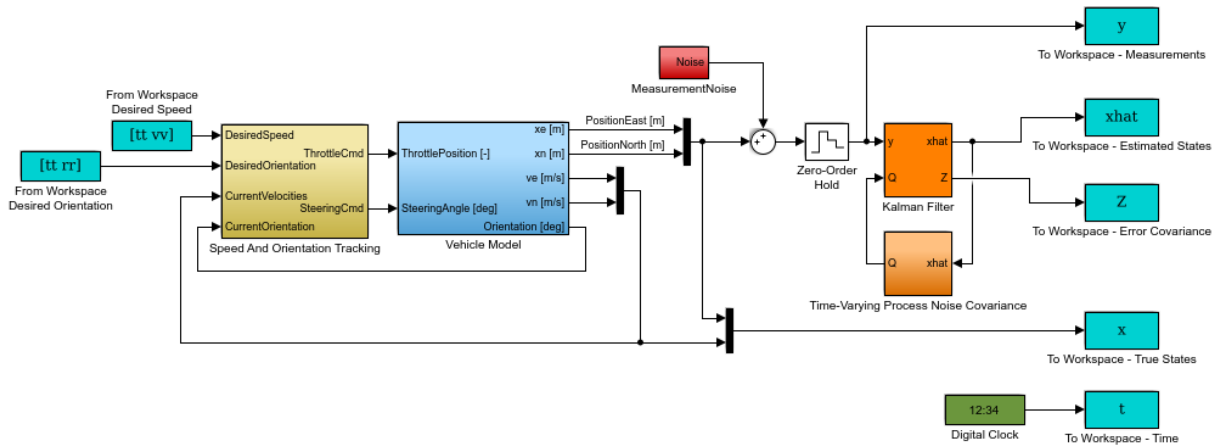 y
To Workspace - Measurements
Noise
MeasurementNoise
From Workspace
Desired Speed
[tt vv]
[tt rr]
From Workspace
Desired Orientation
DesiredSpeed
DesiredOrientation
CurrentVelocities
CurrentOrientation
ThrottleCmd
SteeringCmd
Speed And Orientation Tracking
ThrottlePosition [-]
SteeringAngle [deg]
xe [m]
xn [m]
ve [m/s]
vn [m/s]
Orientation [deg]
Vehicle Model
PositionEast [m]
PositionNorth [m]
++
Zero-Order
Hold
y
Q
xhat
Z
Kalman Filter
Q
xhat
Time-Varying Process Noise Covariance
xhat
To Workspace - Estimated States
Z
To Workspace - Error Covariance
x
To Workspace - True States
12:34
Digital Clock
t
To Workspace - Time